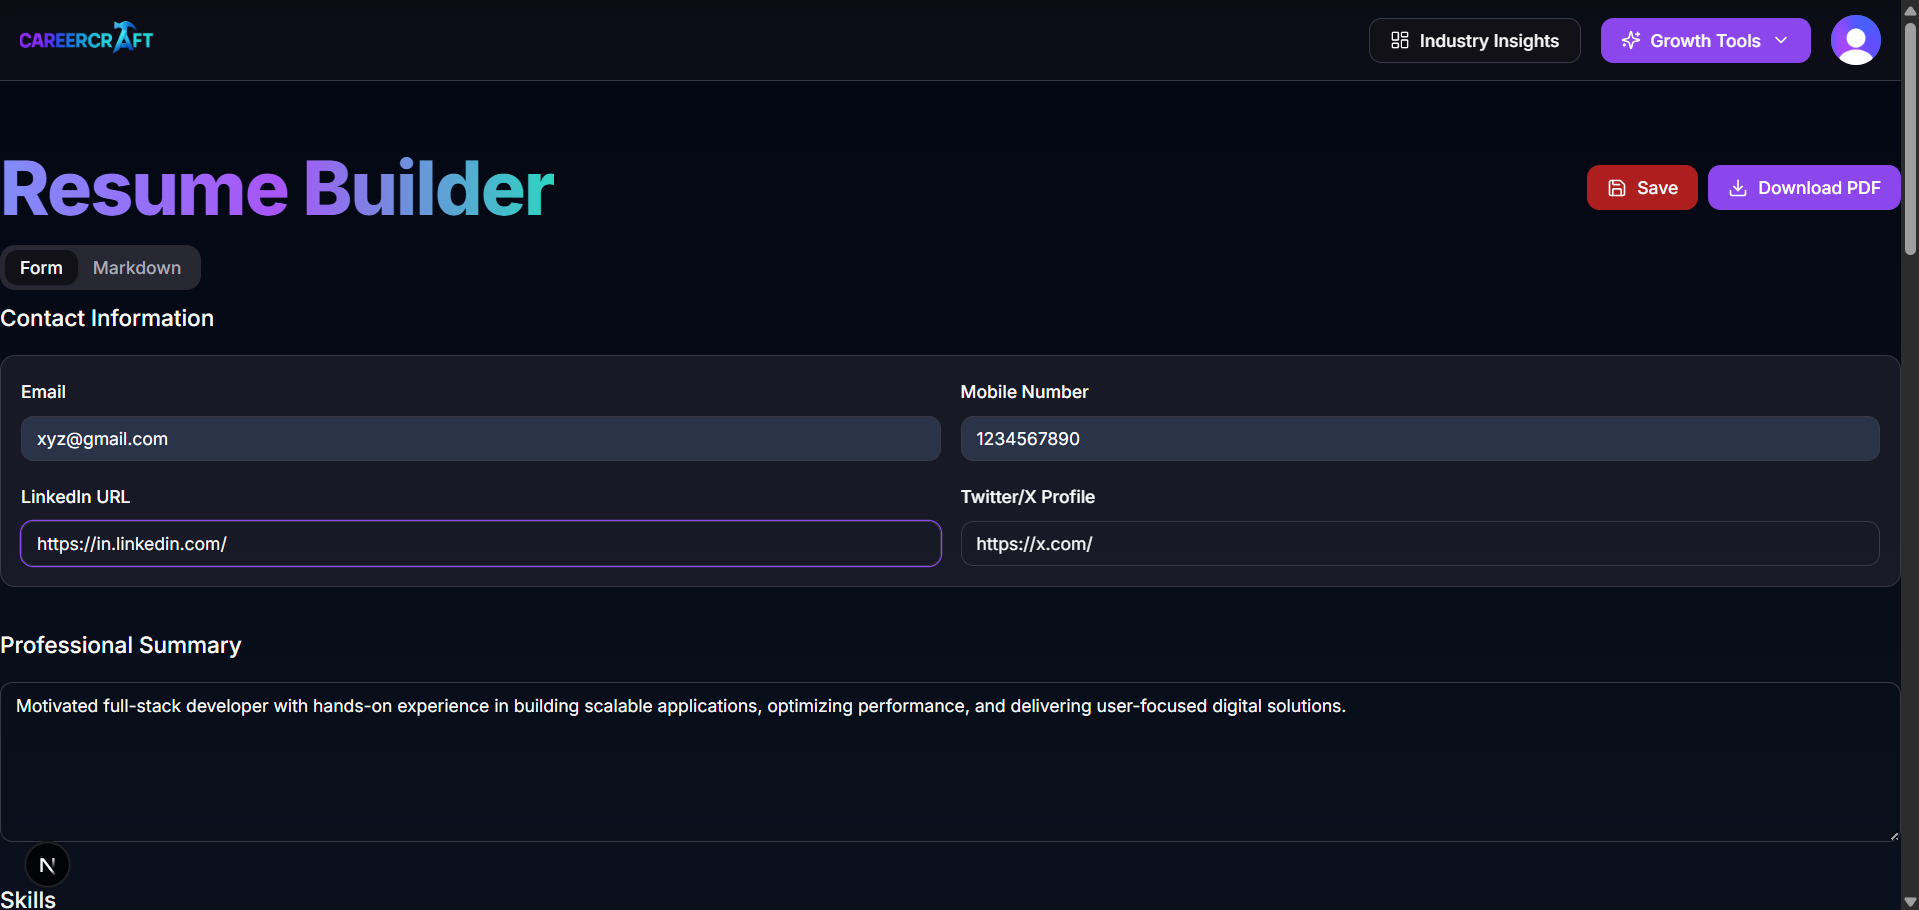 CAREERCRAFT
Industry Insights
Growth Tools
Resume Builder
Save
Download PDF
Form
Markdown
Contact Information
Email
Mobile Number
xyz@gmail.com
1234567890
LinkedIn URL
Twitter/X Profile
https://in.linkedin.com/
https://x.com/
Professional Summary
Motivated full-stack developer with hands-on experience in building scalable applications, optimizing performance, and delivering user-focused digital solutions.
N
Skills